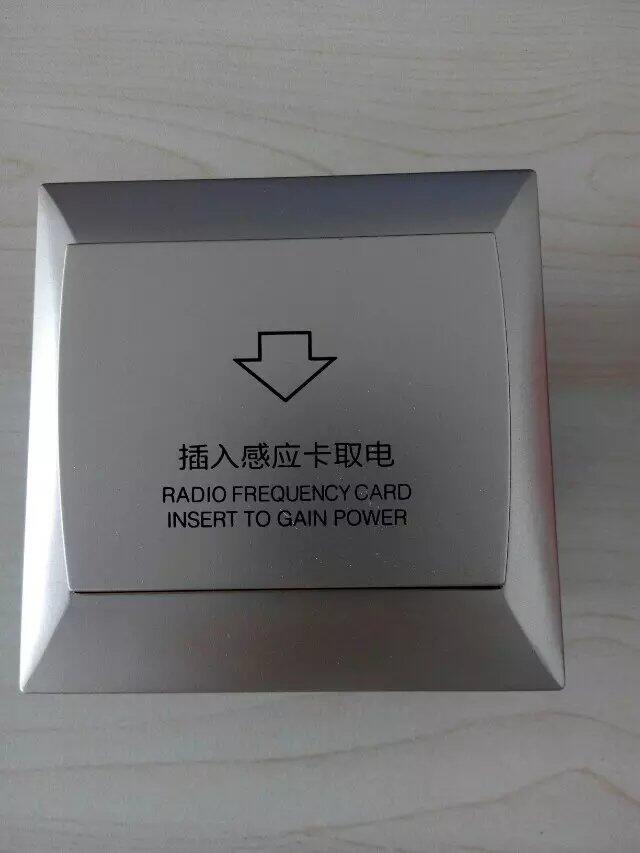 插入感应卡取电
RADIO FREQUENCY CARD
INSERT TO GAIN POWER